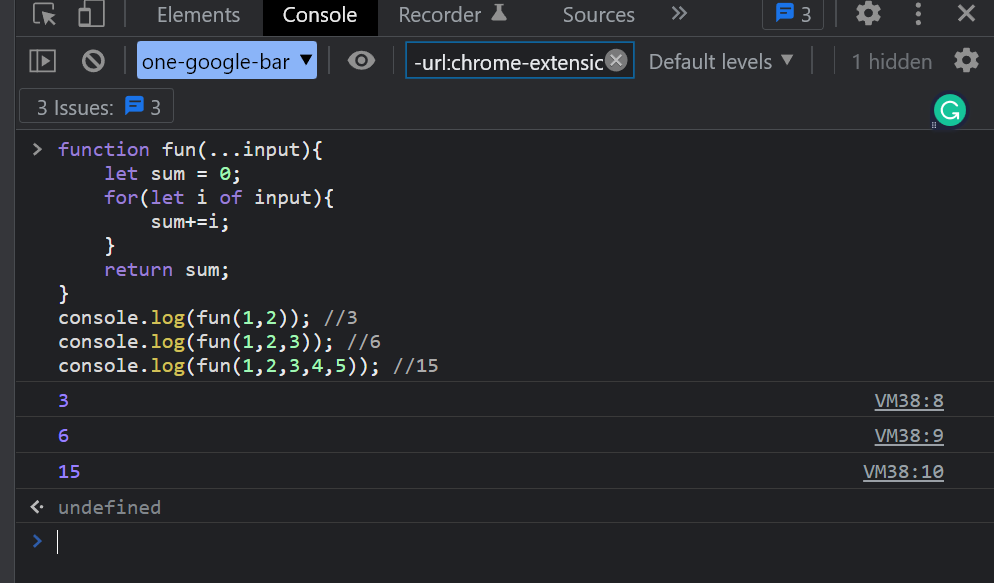 Elements Console Recorder Sources 3
one-google-bar -url:chrome-extensic Default levels 1 hidden
3 Issues: 3
function fun(...input){
let sum = 0;
for(let i of input){
sum+=i;
}
return sum;
}
console.log(fun(1,2)); //3
console.log(fun(1,2,3)); //6
console.log(fun(1,2,3,4,5)); //15
3 VM38:8
6 VM38:9
15 VM38:10
undefined